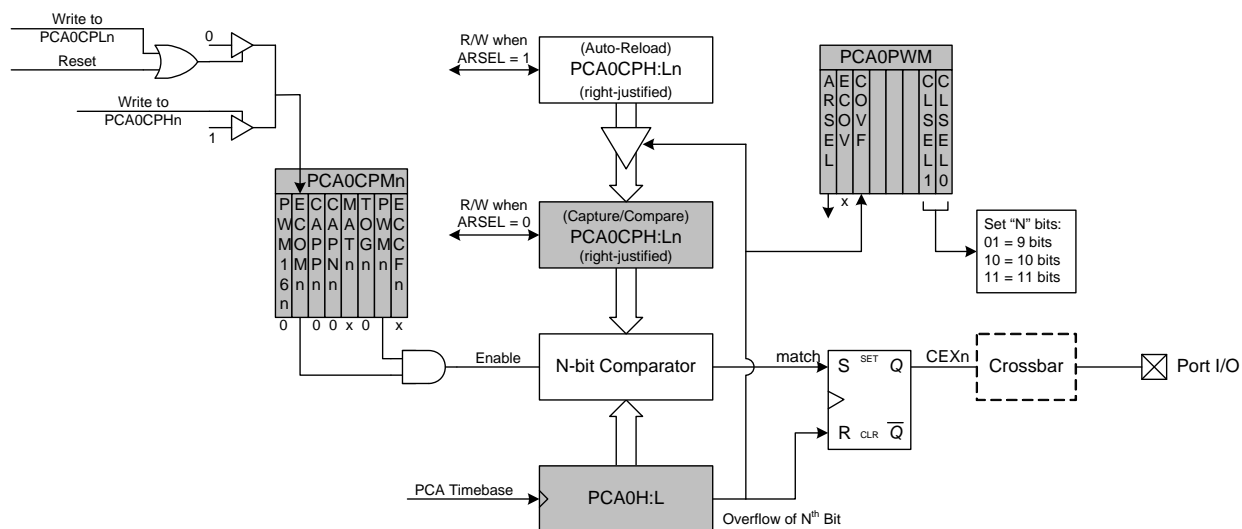 Write to
PCA0CPLn
Reset
0
Write to
PCA0CPHn
1
R/W when
ARSEL = 1
(Auto-Reload)
PCA0CPH:Ln
(right-justified)
PCA0PWM
ARSEL
ECOV
COVF
CLSEL1
CLSEL0
x
PCA0CPMn
PWM16n
ECOMn
CAPPn
CAPNn
MATn
TOGn
PWMn
ECCFn
0 0 0 x 0 x
R/W when
ARSEL = 0
(Capture/Compare)
PCA0CPH:Ln
(right-justified)
Set “N” bits:
01 = 9 bits
10 = 10 bits
11 = 11 bits
Enable
N-bit Comparator
match
S SET Q
R CLR Q
CEXn
Crossbar
Port I/O
PCA Timebase
PCA0H:L
Overflow of Nth Bit